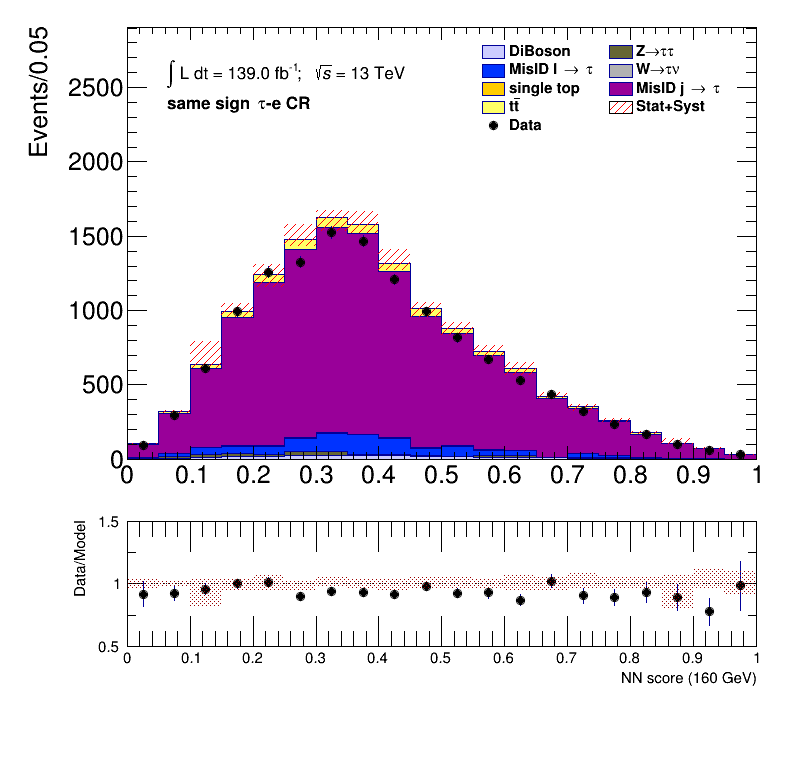 Events/0.05
∫ L dt = 139.0 fb⁻¹; √s = 13 TeV
same sign τ-e CR
DiBoson
MisID l → τ
single top
tt̄
Data
Z→ττ
W→τν
MisID j → τ
Stat+Syst
2500
2000
1500
1000
500
0
0 0.1 0.2 0.3 0.4 0.5 0.6 0.7 0.8 0.9 1
Data/Model
1.5
1
0.5
0 0.1 0.2 0.3 0.4 0.5 0.6 0.7 0.8 0.9 1
NN score (160 GeV)